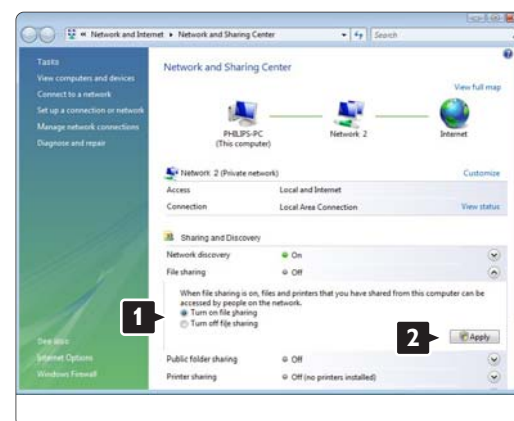 Network and Internet ▸ Network and Sharing Center
Search
Tasks
View computers and devices
Connect to a network
Set up a connection or network
Manage network connections
Diagnose and repair
See also
Internet Options
Windows Firewall
Network and Sharing Center
View full map
PHILIPS-PC
(This computer)
Network 2
Internet
Network 2 (Private network)
Customize
Access Local and Internet
Connection Local Area Connection View status
Sharing and Discovery
Network discovery On
File sharing Off
When file sharing is on, files and printers that you have shared from this computer can be
accessed by people on the network.
1
Turn on file sharing
Turn off file sharing
2
Apply
Public folder sharing Off
Printer sharing Off (no printers installed)